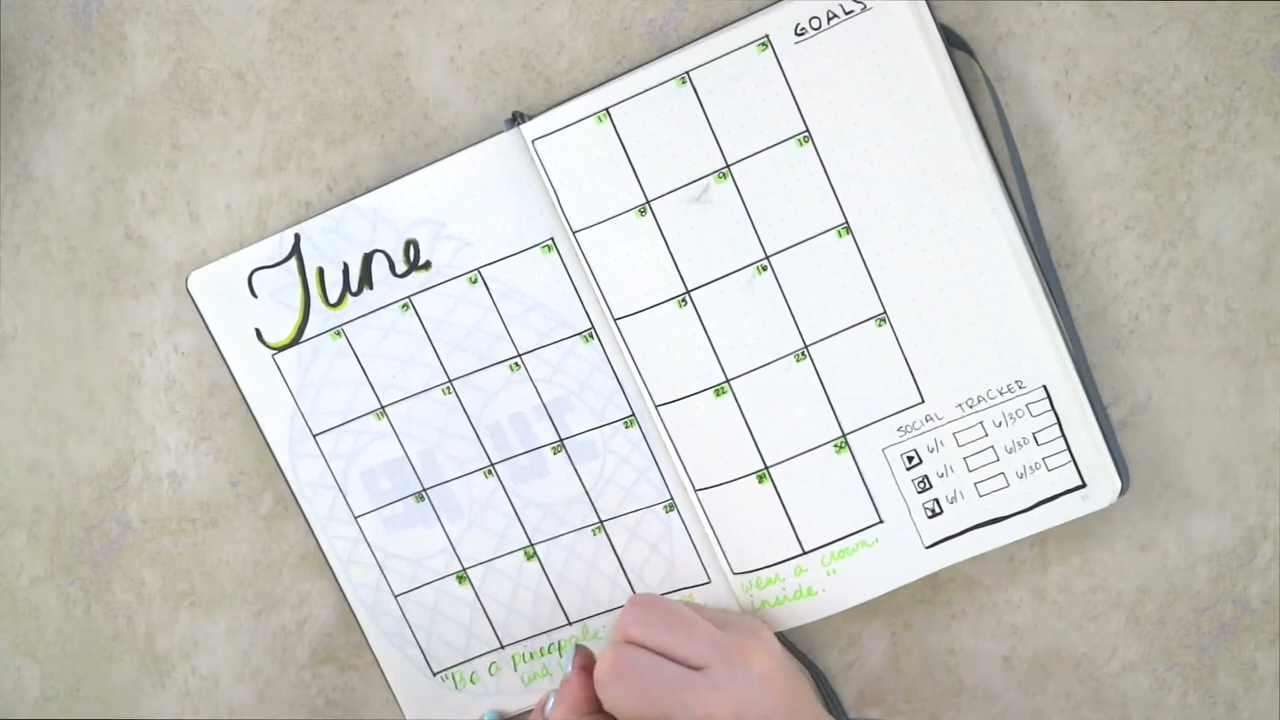 June
4 5 6 7
11 12 13 14
18 19 20 21
25 26 27 28
"Be a pineapple:
and
GOALS
1 2 3
8 9 10
15 16 17
22 23 24
29 30
wear a crown,
inside."
SOCIAL TRACKER
6/1 6/30
6/1 6/30
6/1 6/30